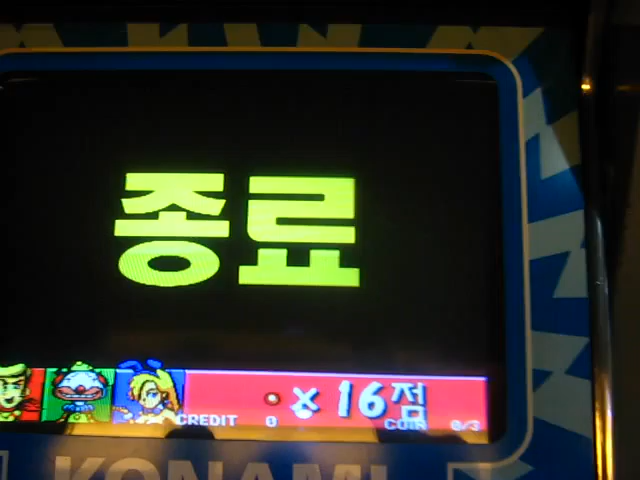 종료
× 16점
CREDIT 0 COIN 0/3
KONAMI